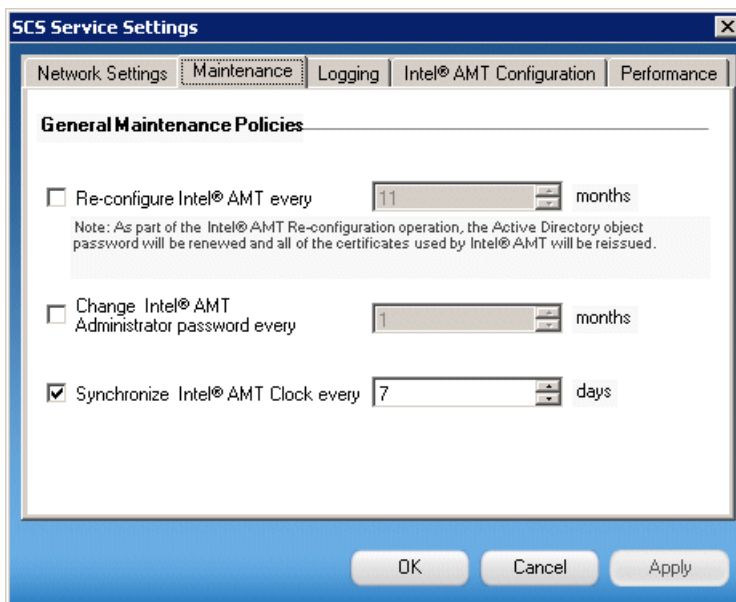 SCS Service Settings
Network Settings Maintenance Logging Intel® AMT Configuration Performance
General Maintenance Policies
Re-configure Intel® AMT every 11 months
Note: As part of the Intel® AMT Re-configuration operation, the Active Directory object
password will be renewed and all of the certificates used by Intel® AMT will be reissued.
Change Intel® AMT
Administrator password every 1 months
Synchronize Intel® AMT Clock every 7 days
OK Cancel Apply